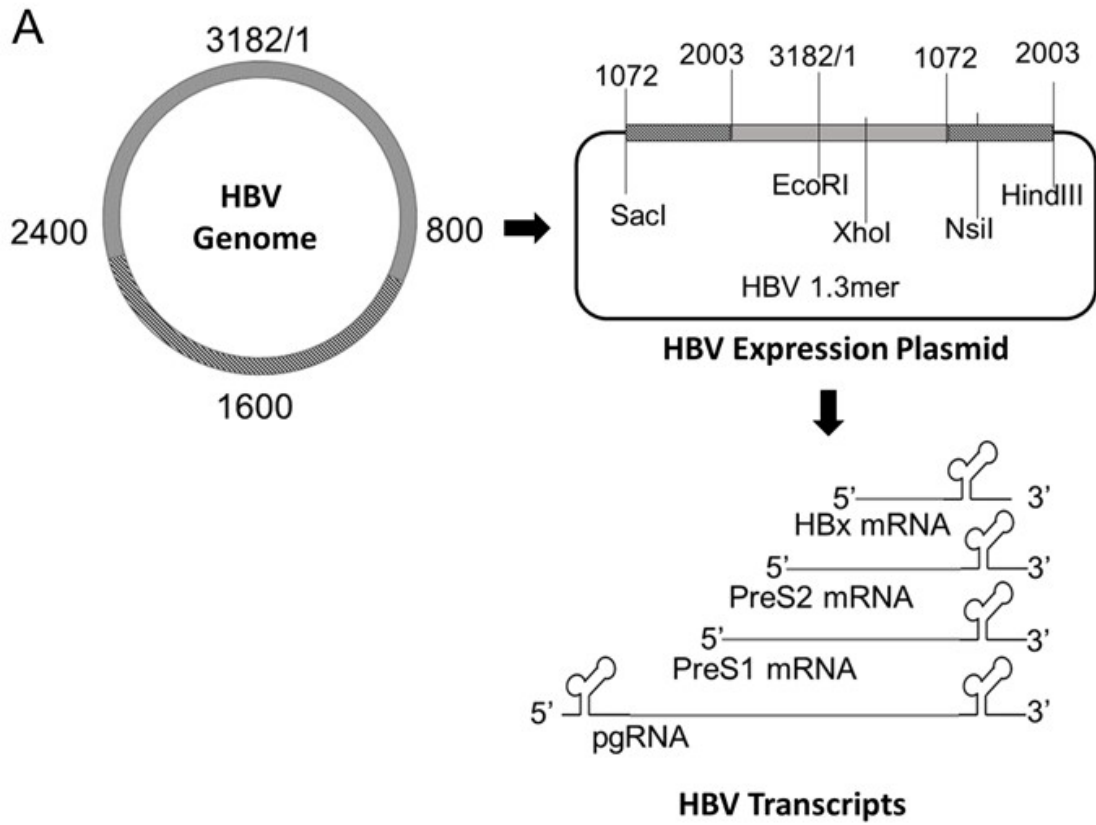 A
3182/1
HBV
Genome
2400
800
1600
1072
2003
3182/1
1072
2003
SacI
EcoRI
XhoI
NsiI
HindIII
HBV 1.3mer
HBV Expression Plasmid
5’
3’
HBx mRNA
5’
3’
PreS2 mRNA
5’
3’
PreS1 mRNA
5’
3’
pgRNA
HBV Transcripts